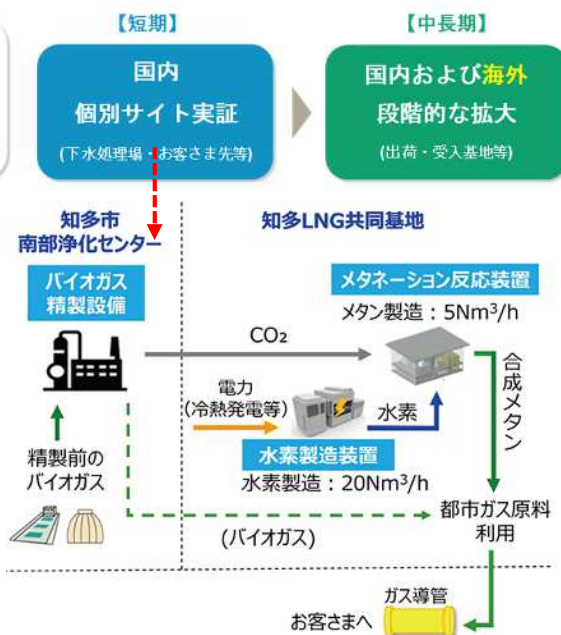 【短期】
【中長期】
国内
個別サイト実証
(下水処理場・お客さま先等)
国内および海外
段階的な拡大
(出荷・受入基地等)
知多市
南部浄化センター
知多LNG共同基地
バイオガス
精製設備
メタネーション反応装置
メタン製造：5Nm³/h
CO₂
電力
(冷熱発電等)
水素
合成メタン
水素製造装置
水素製造：20Nm³/h
精製前の
バイオガス
(バイオガス)
都市ガス原料
利用
ガス導管
お客さまへ